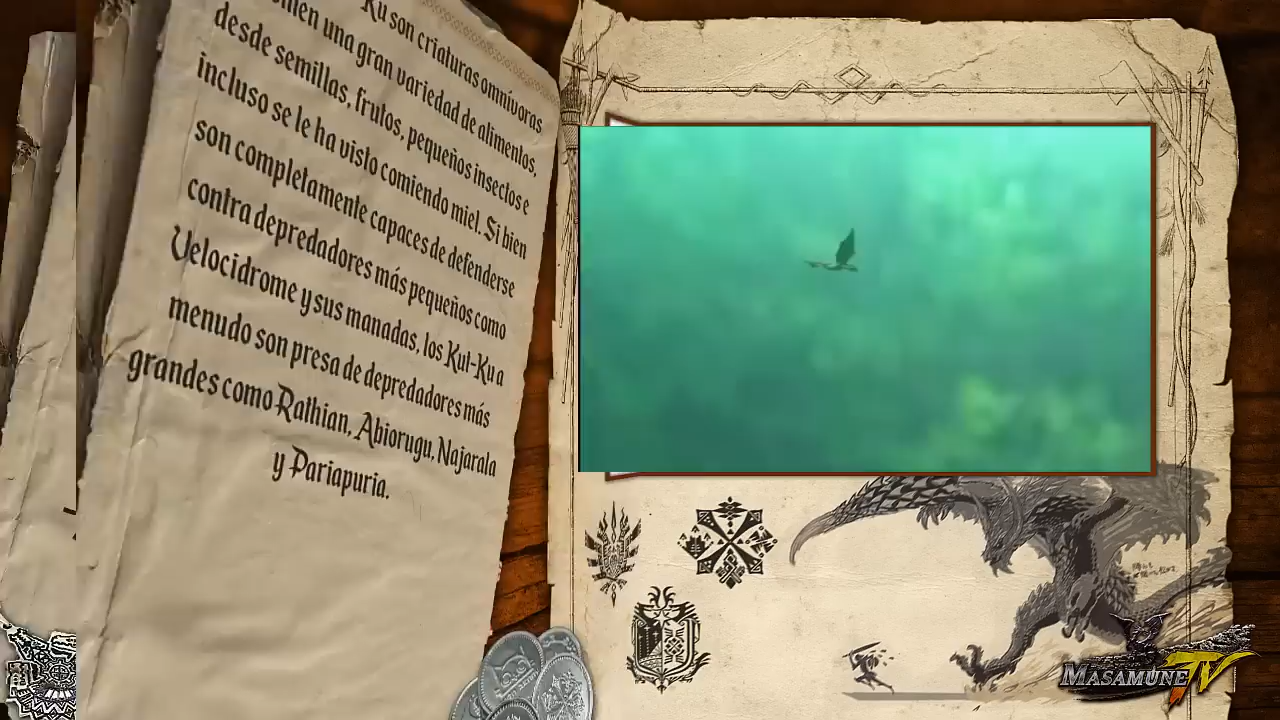 Ku son criaturas omnívoras
una gran variedad de alimentos,
desde semillas, frutos, pequeños insectos e
incluso se le ha visto comiendo miel. Si bien
son completamente capaces de defenderse
contra depredadores más pequeños como
Velocidrome y sus manadas, los Kut-Ku a
menudo son presa de depredadores más
grandes como Rathian, Abiorugu, Najarala
y Pariapuria.
MASAMUNE TV